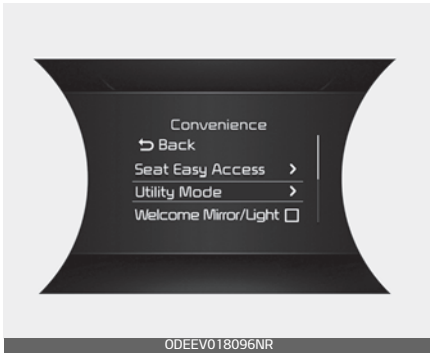 Convenience
Back
Seat Easy Access
Utility Mode
Welcome Mirror/Light
ODEEV018096NR